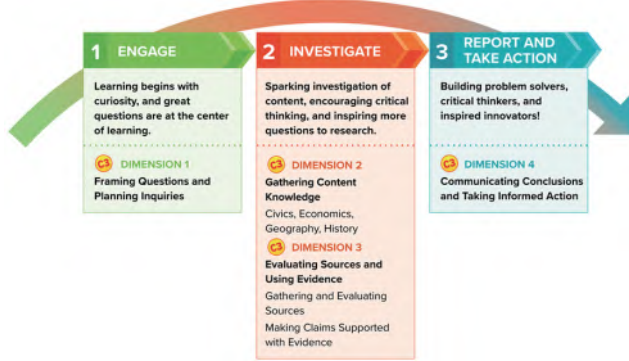 1 ENGAGE
Learning begins with
curiosity, and great
questions are at the center
of learning.
C3 DIMENSION 1
Framing Questions and
Planning Inquiries
2 INVESTIGATE
Sparking investigation of
content, encouraging critical
thinking, and inspiring more
questions to research.
C3 DIMENSION 2
Gathering Content
Knowledge
Civics, Economics,
Geography, History
C3 DIMENSION 3
Evaluating Sources and
Using Evidence
Gathering and Evaluating
Sources
Making Claims Supported
with Evidence
3 REPORT AND
TAKE ACTION
Building problem solvers,
critical thinkers, and
inspired innovators!
C3 DIMENSION 4
Communicating Conclusions
and Taking Informed Action